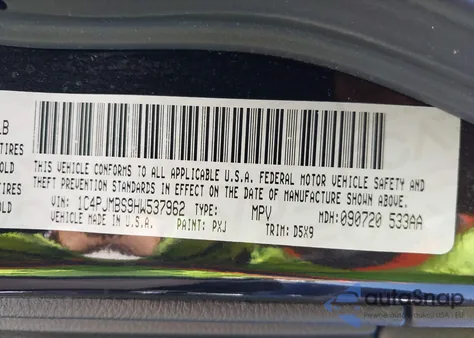 LB
TIRES
OLD
TIRES
OLD
THIS VEHICLE CONFORMS TO ALL APPLICABLE U.S.A. FEDERAL MOTOR VEHICLE SAFETY AND
THEFT PREVENTION STANDARDS IN EFFECT ON THE DATE OF MANUFACTURE SHOWN ABOVE.
VIN: 1C4PJMBS9HW537962 TYPE: MPV MDH: 090720 533AA
VEHICLE MADE IN U.S.A. PAINT: PXJ TRIM: D5X9
autoSnap